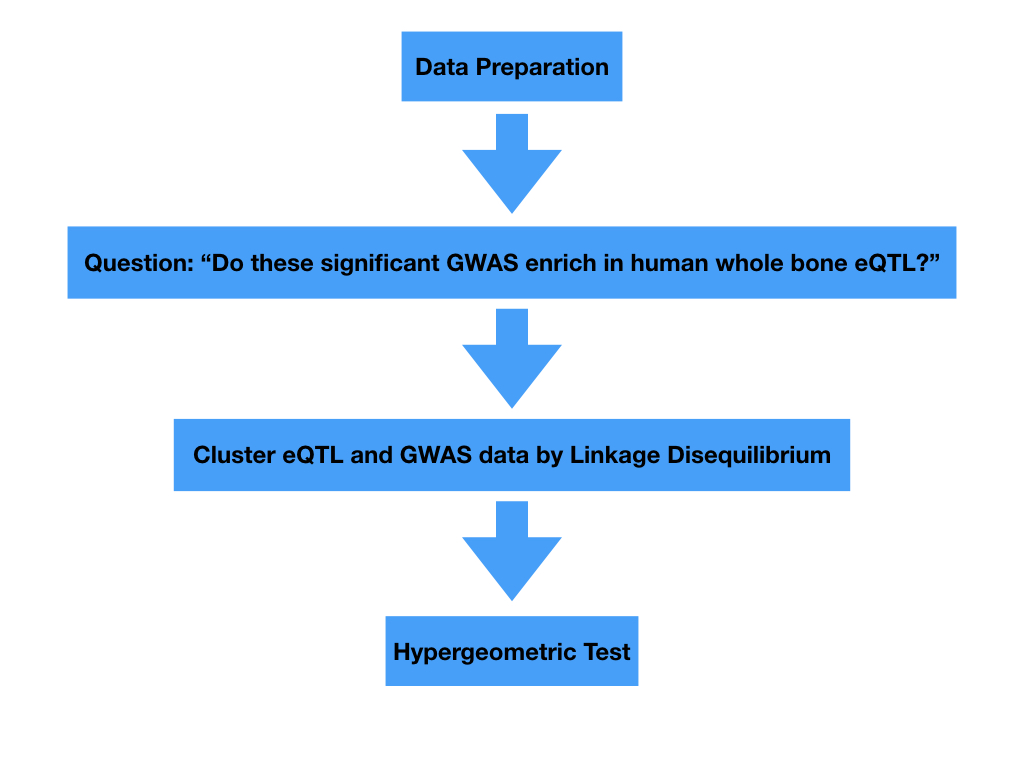 Data Preparation
Question: “Do these significant GWAS enrich in human whole bone eQTL?”
Cluster eQTL and GWAS data by Linkage Disequilibrium
Hypergeometric Test